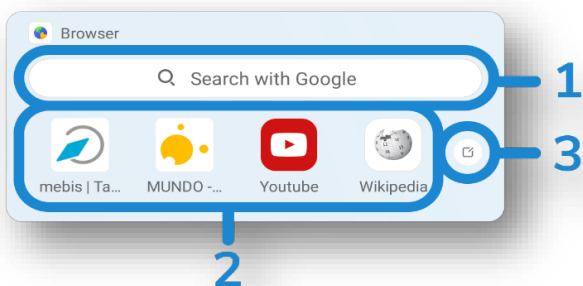 Browser
Search with Google
1
3
mebis | Ta...
MUNDO -...
Youtube
Wikipedia
2